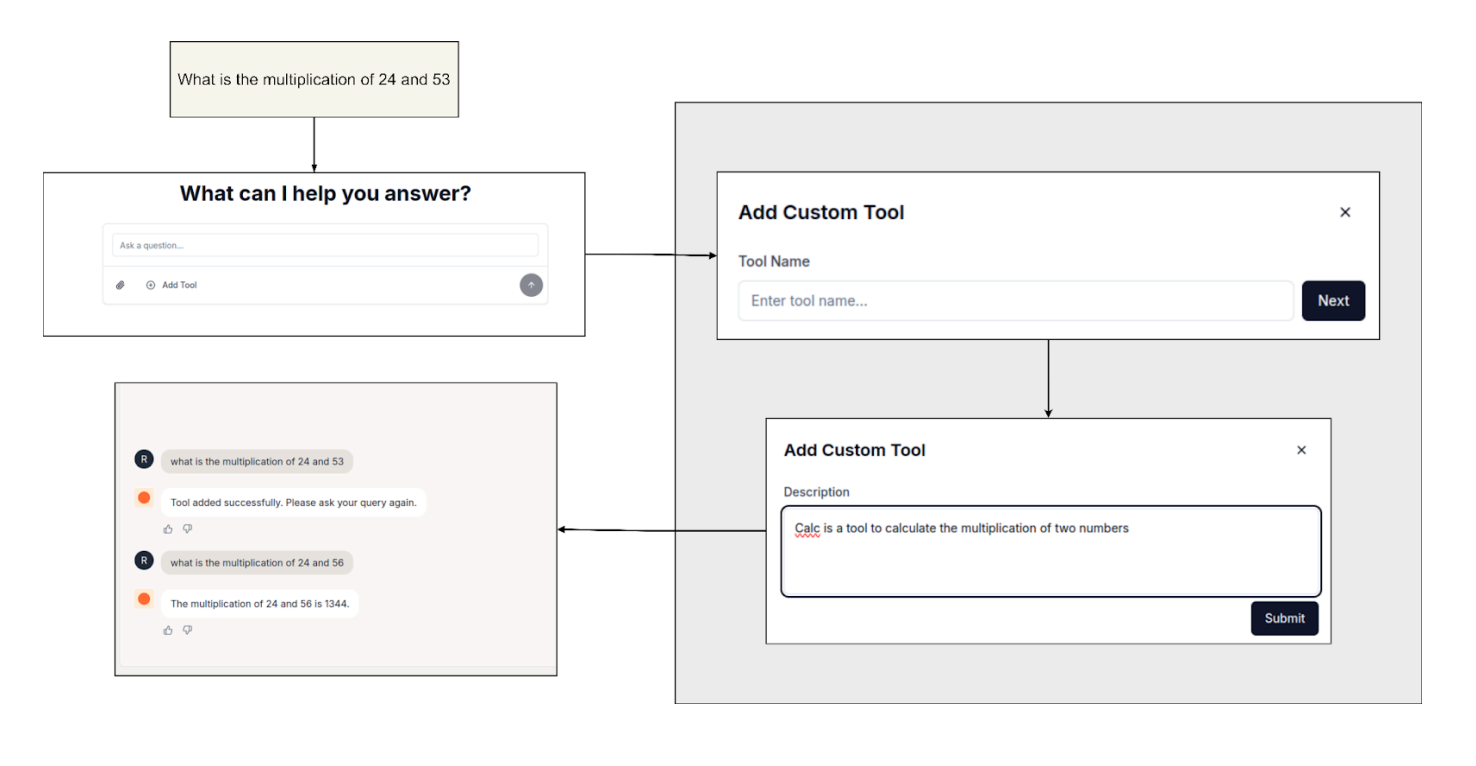 What is the multiplication of 24 and 53
What can I help you answer?
Ask a question...
Add Tool
Add Custom Tool
Tool Name
Enter tool name...
Next
Add Custom Tool
Description
Calc is a tool to calculate the multiplication of two numbers
Submit
R
what is the multiplication of 24 and 53
Tool added successfully. Please ask your query again.
R
what is the multiplication of 24 and 56
The multiplication of 24 and 56 is 1344.